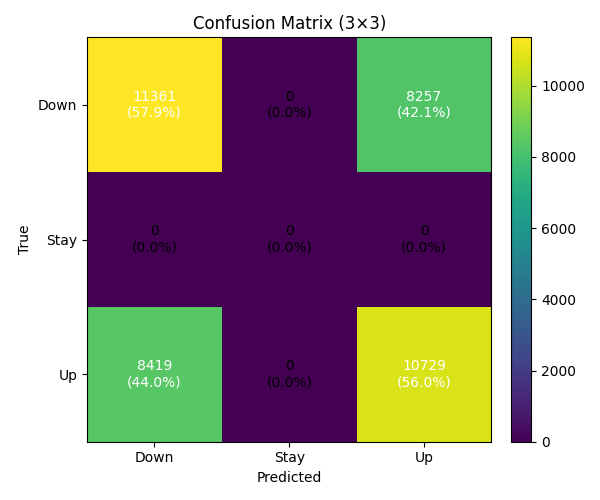 Confusion Matrix (3×3)
Down
11361
(57.9%)
0
(0.0%)
8257
(42.1%)
Stay
0
(0.0%)
0
(0.0%)
0
(0.0%)
Up
8419
(44.0%)
0
(0.0%)
10729
(56.0%)
Down
Stay
Up
Predicted
True
10000
8000
6000
4000
2000
0